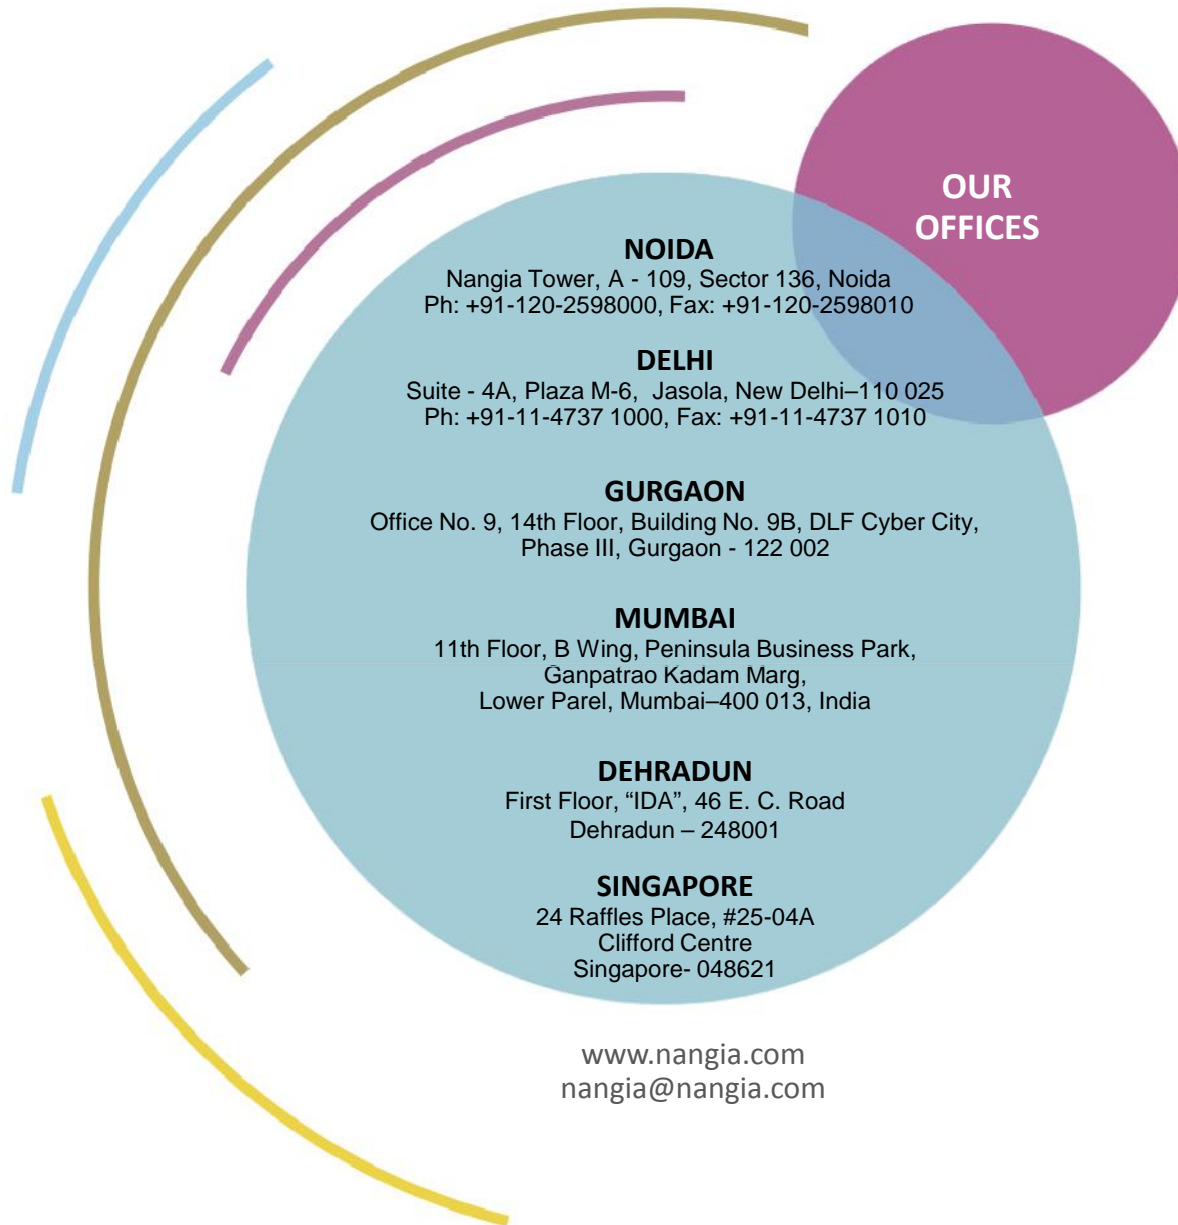 OUR
OFFICES
NOIDA
Nangia Tower, A - 109, Sector 136, Noida
Ph: +91-120-2598000, Fax: +91-120-2598010
DELHI
Suite - 4A, Plaza M-6, Jasola, New Delhi–110 025
Ph: +91-11-4737 1000, Fax: +91-11-4737 1010
GURGAON
Office No. 9, 14th Floor, Building No. 9B, DLF Cyber City,
Phase III, Gurgaon - 122 002
MUMBAI
11th Floor, B Wing, Peninsula Business Park,
Ganpatrao Kadam Marg,
Lower Parel, Mumbai–400 013, India
DEHRADUN
First Floor, “IDA”, 46 E. C. Road
Dehradun – 248001
SINGAPORE
24 Raffles Place, #25-04A
Clifford Centre
Singapore- 048621
www.nangia.com
nangia@nangia.com